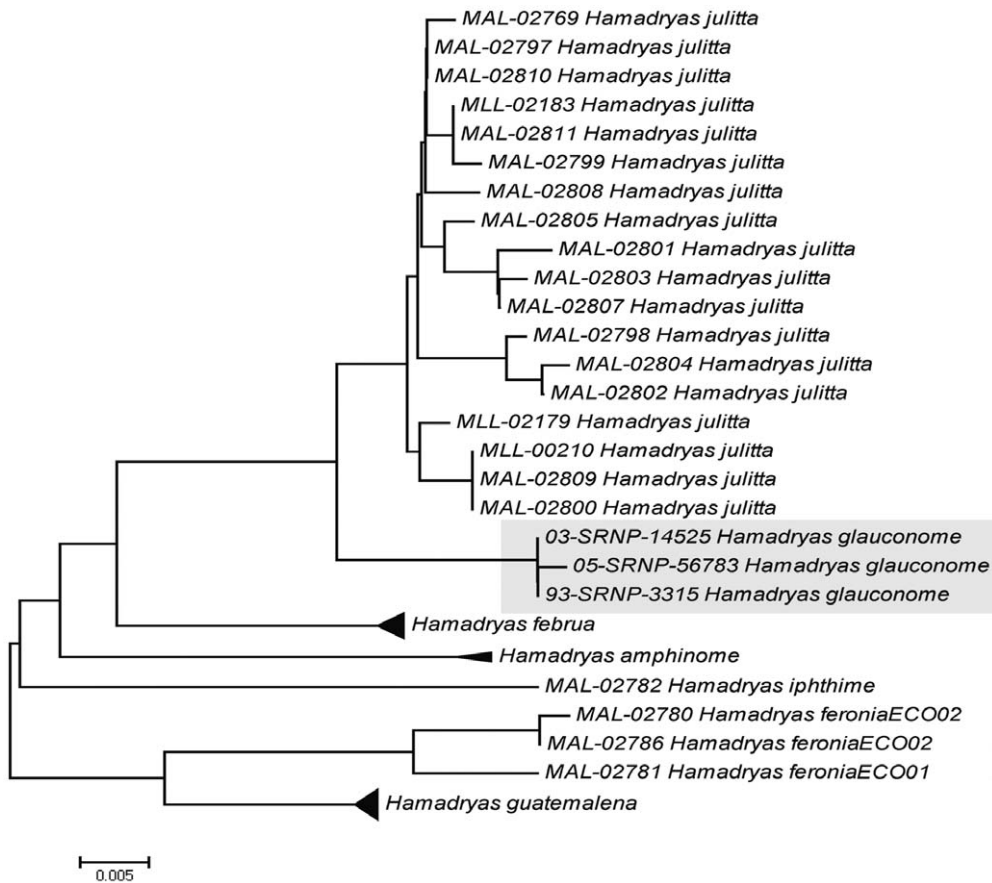 MAL-02769 Hamadryas julitta
MAL-02797 Hamadryas julitta
MAL-02810 Hamadryas julitta
MLL-02183 Hamadryas julitta
MAL-02811 Hamadryas julitta
MAL-02799 Hamadryas julitta
MAL-02808 Hamadryas julitta
MAL-02805 Hamadryas julitta
MAL-02801 Hamadryas julitta
MAL-02803 Hamadryas julitta
MAL-02807 Hamadryas julitta
MAL-02798 Hamadryas julitta
MAL-02804 Hamadryas julitta
MAL-02802 Hamadryas julitta
MLL-02179 Hamadryas julitta
MLL-00210 Hamadryas julitta
MAL-02809 Hamadryas julitta
MAL-02800 Hamadryas julitta
03-SRNP-14525 Hamadryas glauconome
05-SRNP-56783 Hamadryas glauconome
93-SRNP-3315 Hamadryas glauconome
Hamadryas februa
Hamadryas amphinome
MAL-02782 Hamadryas iphthime
MAL-02780 Hamadryas feroniaECO02
MAL-02786 Hamadryas feroniaECO02
MAL-02781 Hamadryas feroniaECO01
Hamadryas guatemalena
0.005